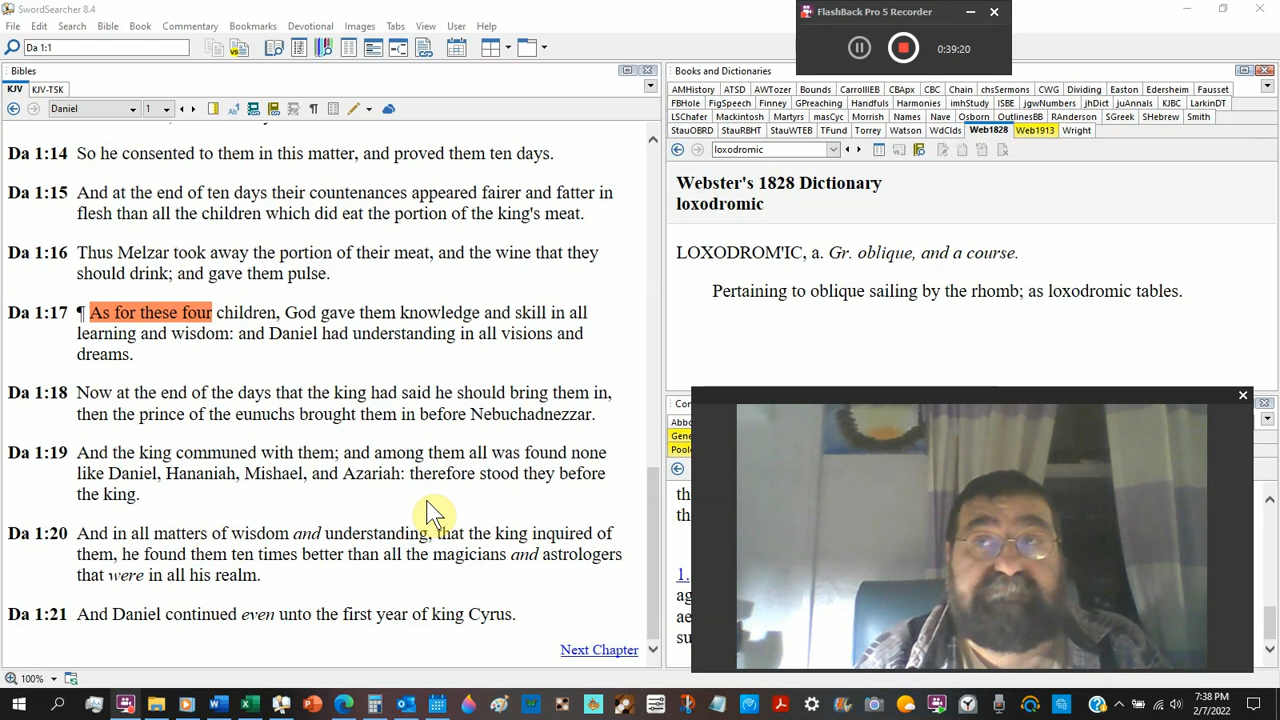 SwordSearcher 8.4
File Edit Search Bible Book Commentary Bookmarks Devotional Images Tabs View User Help
Da 1:1
FlashBack Pro 5 Recorder
0:39:20
Bibles
KJV KJV-TSK
Daniel 1
Da 1:14 So he consented to them in this matter, and proved them ten days.
Da 1:15 And at the end of ten days their countenances appeared fairer and fatter in
flesh than all the children which did eat the portion of the king's meat.
Da 1:16 Thus Melzar took away the portion of their meat, and the wine that they
should drink; and gave them pulse.
Da 1:17 ¶ As for these four children, God gave them knowledge and skill in all
learning and wisdom: and Daniel had understanding in all visions and
dreams.
Da 1:18 Now at the end of the days that the king had said he should bring them in,
then the prince of the eunuchs brought them in before Nebuchadnezzar.
Da 1:19 And the king communed with them; and among them all was found none
like Daniel, Hananiah, Mishael, and Azariah: therefore stood they before
the king.
Da 1:20 And in all matters of wisdom and understanding, that the king inquired of
them, he found them ten times better than all the magicians and astrologers
that were in all his realm.
Da 1:21 And Daniel continued even unto the first year of king Cyrus.
Next Chapter
100%
Books and Dictionaries
AMHistory ATSD AWTozer Bounds CarrollIEB CBApx CBC Chain chsSermons CWG Dividing Easton Edersheim Fausset
FBHole FigSpeech Finney GPreaching Handfuls Harmonies imhStudy ISBE jgwNumbers jhDict juAnnals KJBC LarkinDT
LSChafer Mackintosh Martyrs masCyc Morrish Names Nave Osborn OutlinesBB RAnderson SGreek SHebrew Smith
StauOBRD StauRBHT StauWTEB TFund Torrey Watson WdClds Web1828 Web1913 Wright
loxodromic
Webster's 1828 Dictionary
loxodromic
LOXODROM'IC, a. Gr. oblique, and a course.
Pertaining to oblique sailing by the rhomb; as loxodromic tables.
Con
Abbo
Gene
Poole
th
th
1.
ag
ae
su
7:38 PM
2/7/2022